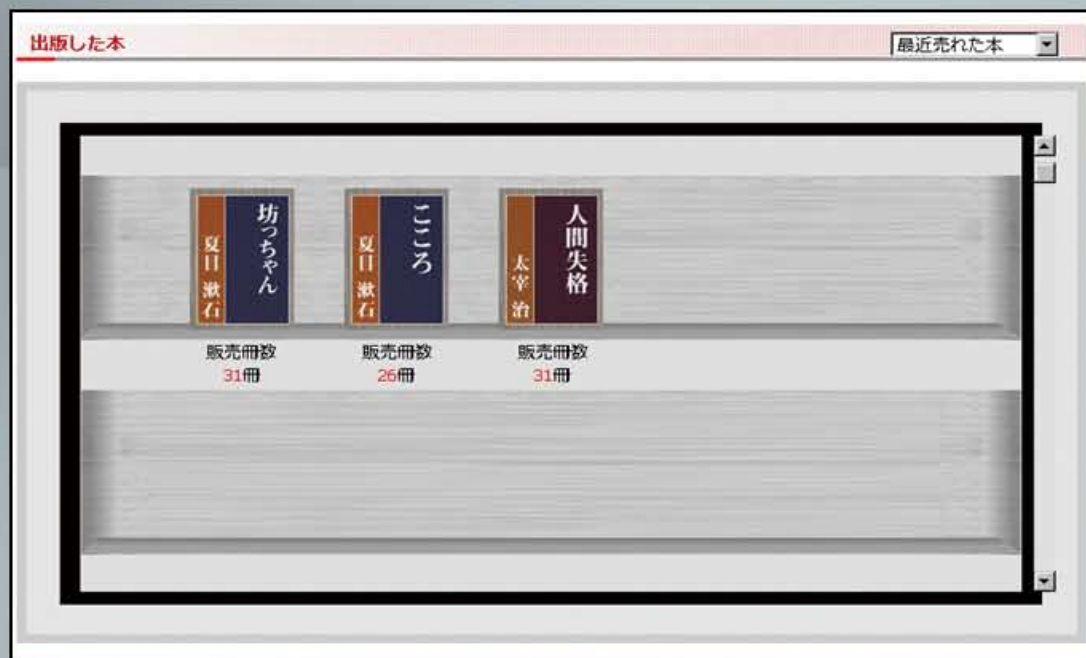 出版した本
最近売れた本
坊っちゃん
夏目 漱石
こころ
夏目 漱石
人間失格
太宰 治
販売冊数
31冊
販売冊数
26冊
販売冊数
31冊